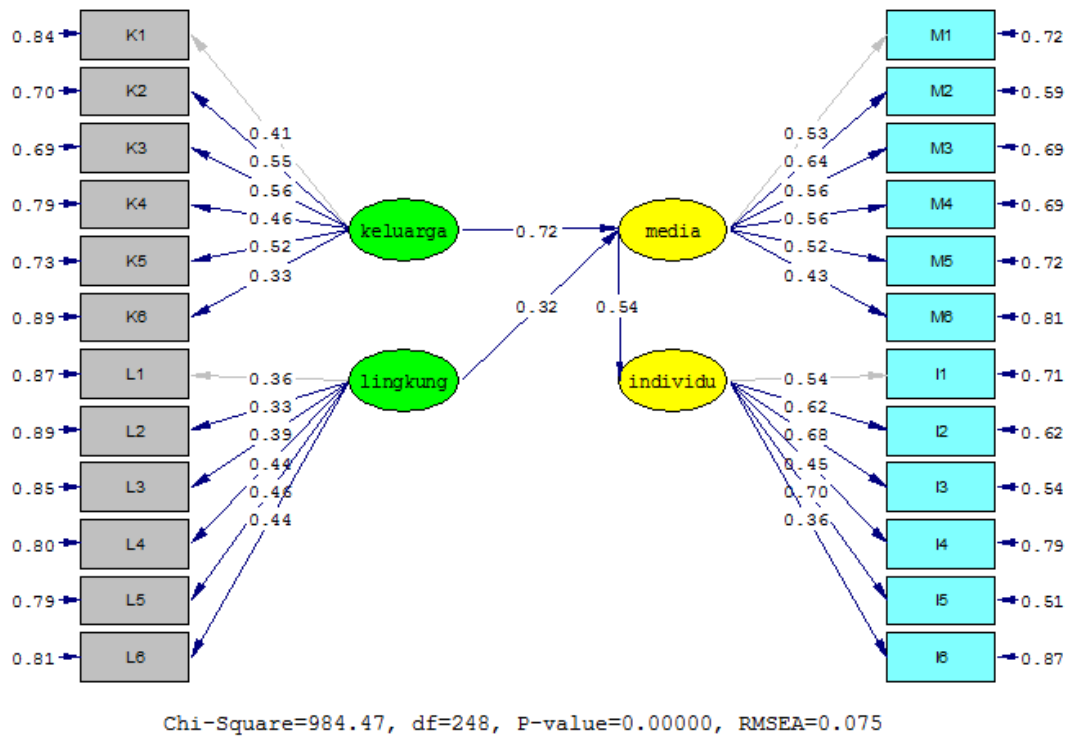 0.84 K1
0.70 K2
0.69 K3
0.79 K4
0.73 K5
0.89 K6
0.87 L1
0.89 L2
0.85 L3
0.80 L4
0.79 L5
0.81 L6
0.41
0.55
0.56
0.46
0.52
0.33
0.36
0.33
0.39
0.44
0.46
0.44
keluarga
lingkung
0.72
0.32
0.54
media
individu
0.53
0.64
0.56
0.56
0.52
0.43
0.54
0.62
0.68
0.45
0.70
0.36
M1 0.72
M2 0.59
M3 0.69
M4 0.69
M5 0.72
M6 0.81
I1 0.71
I2 0.62
I3 0.54
I4 0.79
I5 0.51
I6 0.87
Chi-Square=984.47, df=248, P-value=0.00000, RMSEA=0.075